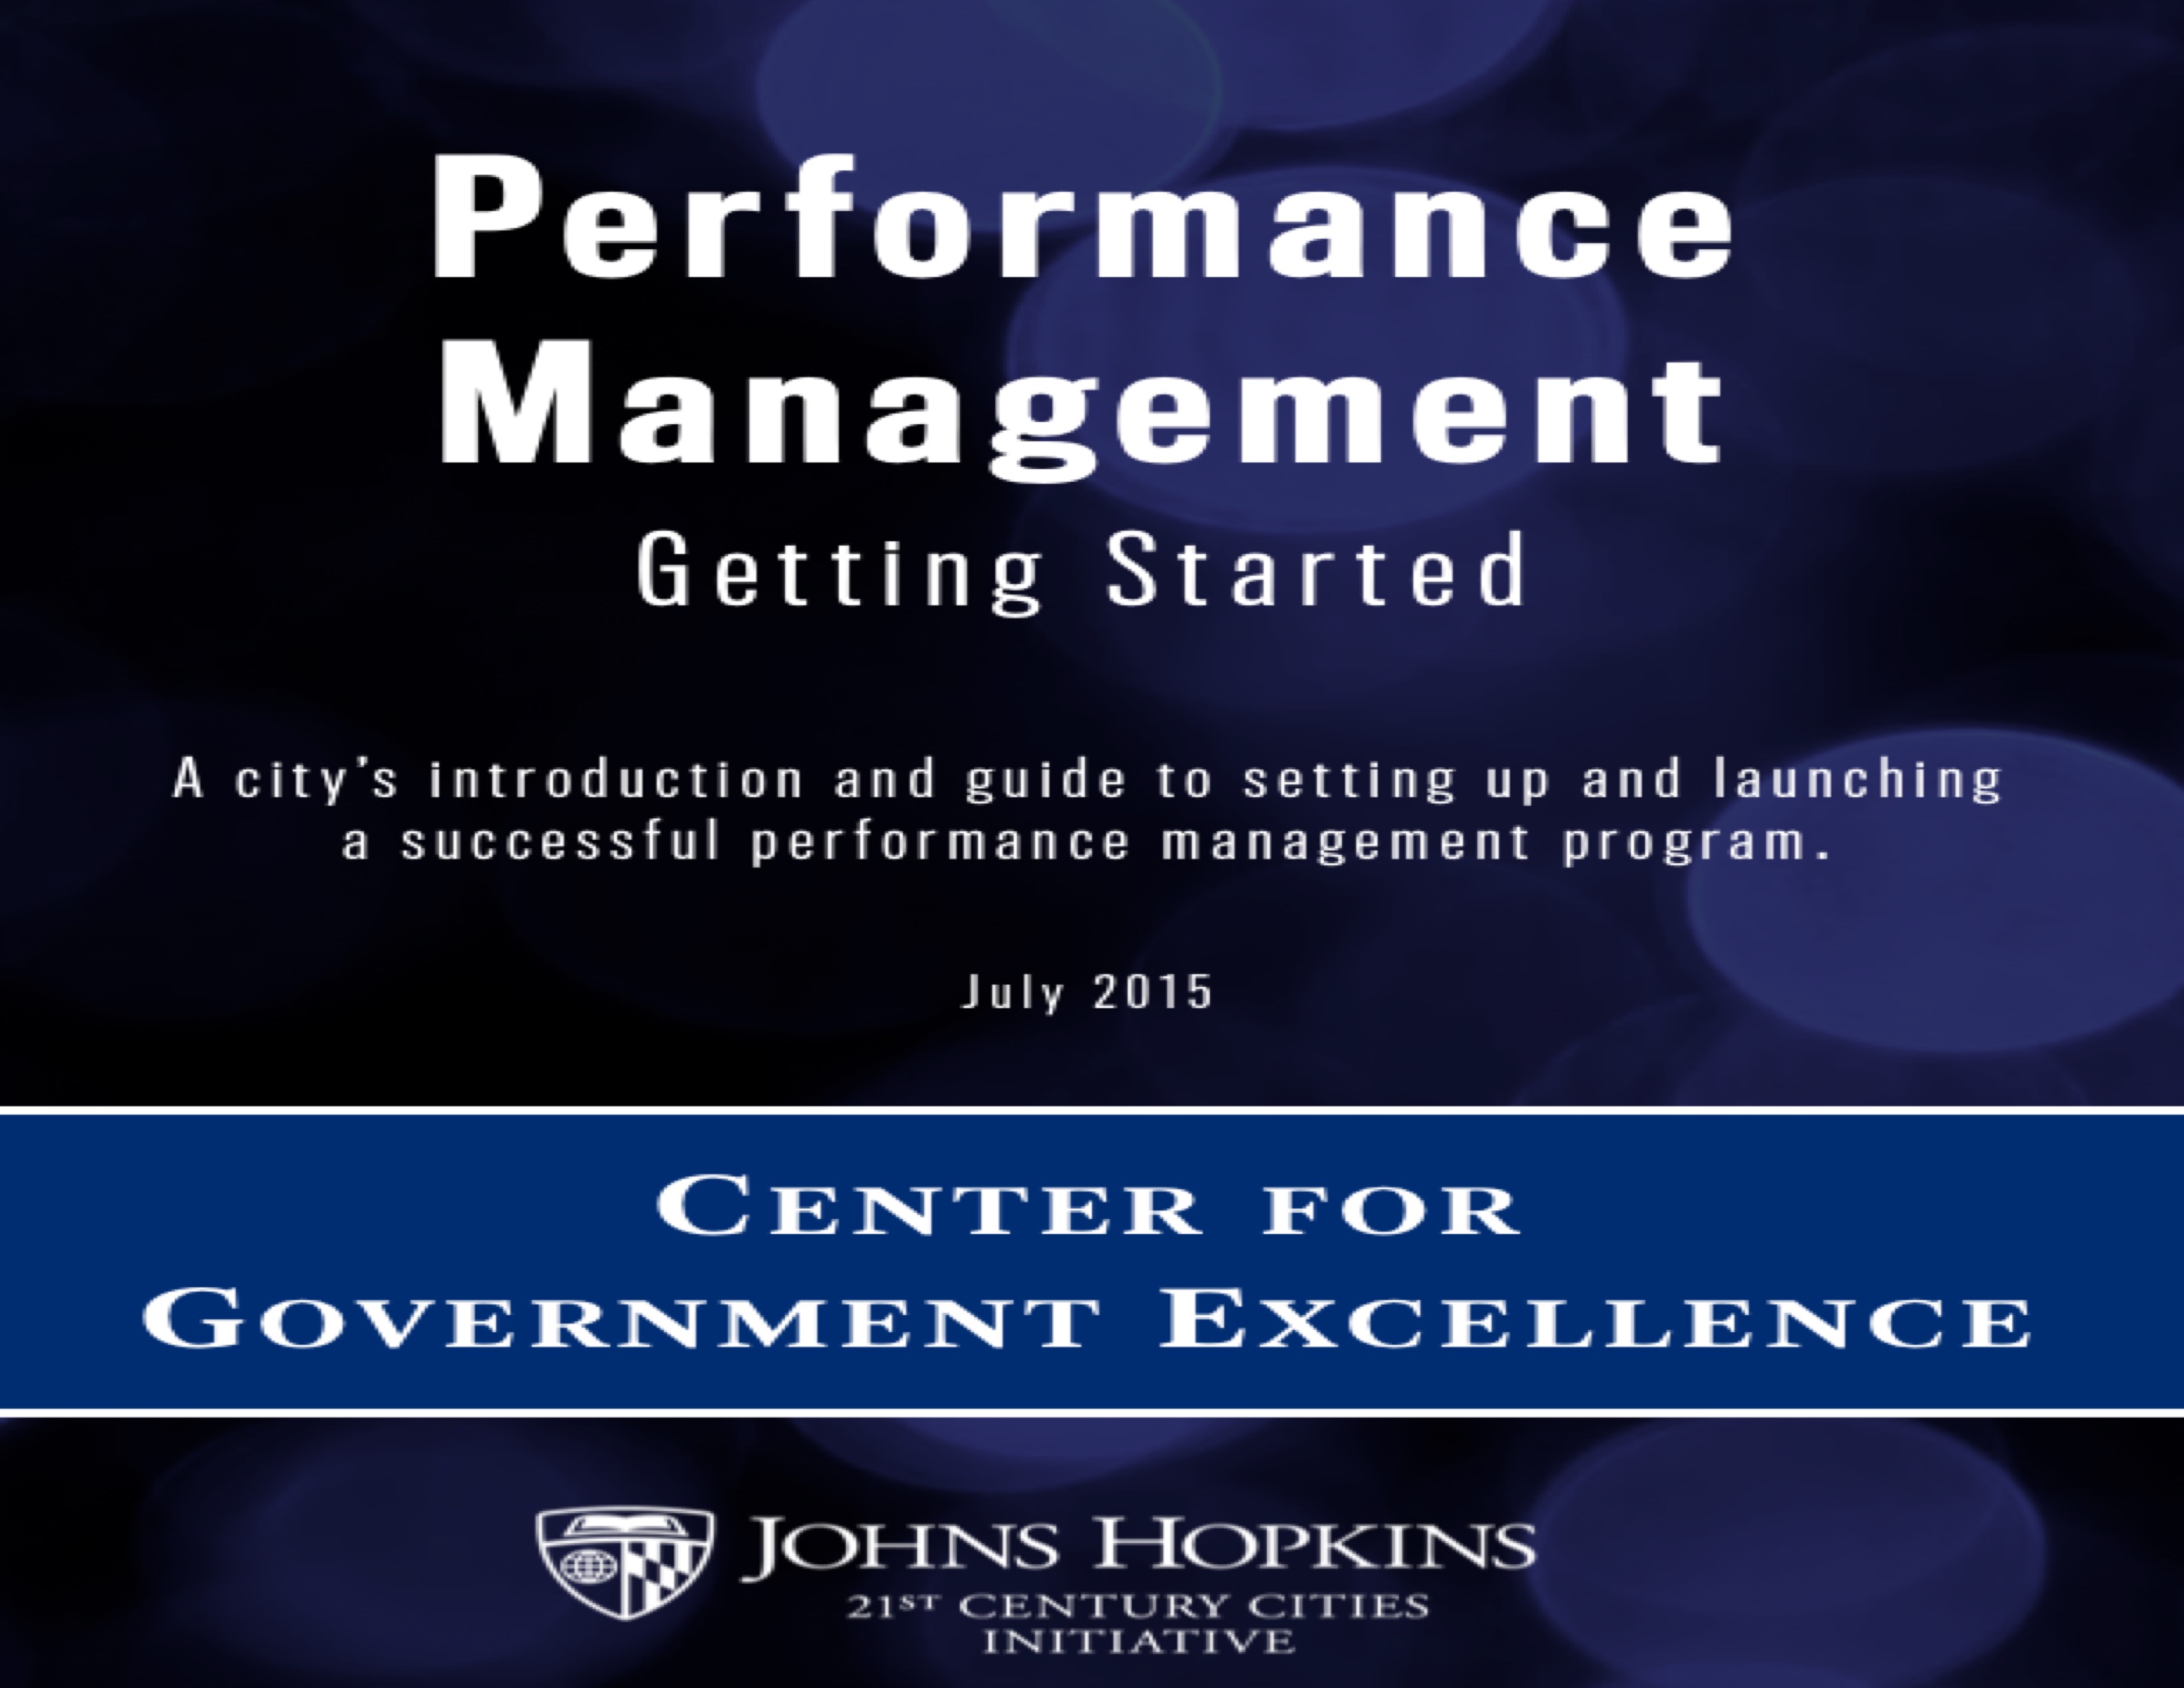 Performance
Management
Getting Started
A city’s introduction and guide to setting up and launching
a successful performance management program.
July 2015
CENTER FOR
GOVERNMENT EXCELLENCE
JOHNS HOPKINS
21ST CENTURY CITIES
INITIATIVE